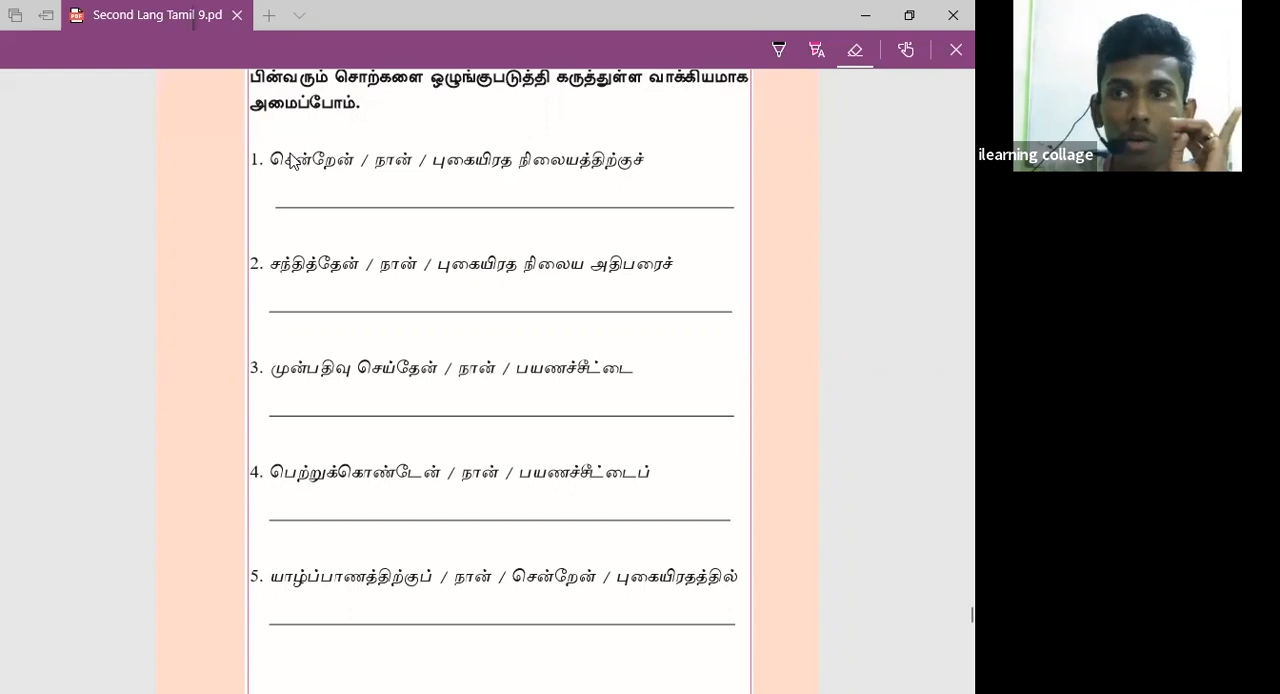 Second Lang Tamil 9.pd
பின்வரும் சொற்களை ஒழுங்குபடுத்தி கருத்துள்ள வாக்கியமாக
அமைப்போம்.
1. சென்றேன் / நான் / புகையிரத நிலையத்திற்குச்
2. சந்தித்தேன் / நான் / புகையிரத நிலைய அதிபரைச்
3. முன்பதிவு செய்தேன் / நான் / பயணச்சீட்டை
4. பெற்றுக்கொண்டேன் / நான் / பயணச்சீட்டைப்
5. யாழ்ப்பாணத்திற்குப் / நான் / சென்றேன் / புகையிரதத்தில்
ilearning collage